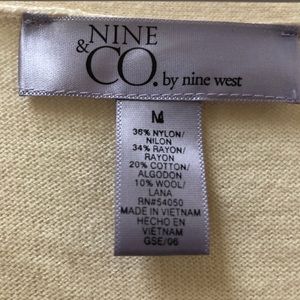 NINE
& CO. by nine west
M
36% NYLON/
NILON
34% RAYON/
RAYON
20% COTTON/
ALGODON
10% WOOL/
LANA
RN#54050
MADE IN VIETNAM
HECHO EN
VIETNAM
GSE/06